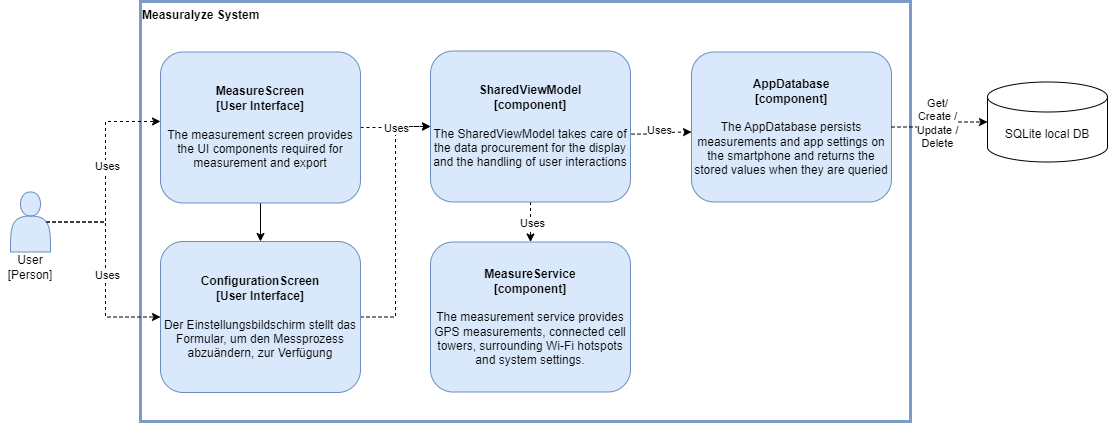 Measuralyze System
MeasureScreen
[User Interface]
The measurement screen provides
the UI components required for
measurement and export
SharedViewModel
[component]
The SharedViewModel takes care of
the data procurement for the display
and the handling of user interactions
AppDatabase
[component]
The AppDatabase persists
measurements and app settings on
the smartphone and returns the
stored values when they are queried
Get/
Create /
Update /
Delete
SQLite local DB
Uses
Uses
Uses
Uses
Uses
User
[Person]
ConfigurationScreen
[User Interface]
Der Einstellungsbildschirm stellt das
Formular, um den Messprozess
abzuändern, zur Verfügung
MeasureService
[component]
The measurement service provides
GPS measurements, connected cell
towers, surrounding Wi-Fi hotspots
and system settings.